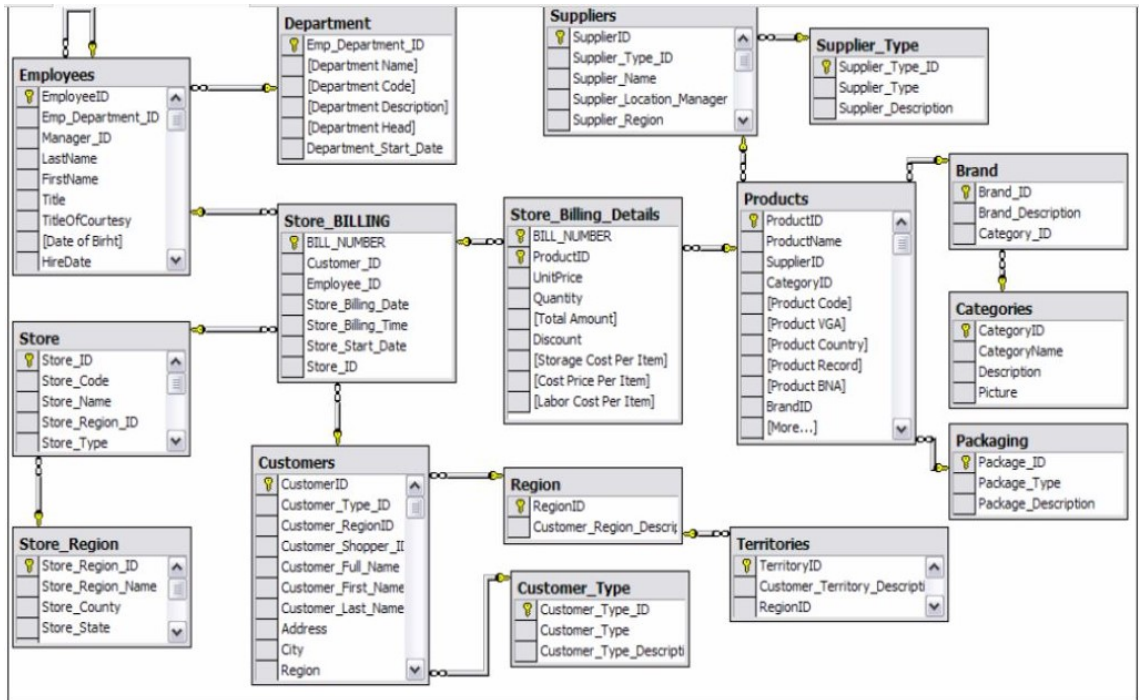 Department
Emp_Department_ID
[Department Name]
[Department Code]
[Department Description]
[Department Head]
Department_Start_Date
Suppliers
SupplierID
Supplier_Type_ID
Supplier_Name
Supplier_Location_Manager
Supplier_Region
Supplier_Type
Supplier_Type_ID
Supplier_Type
Supplier_Description
Employees
EmployeeID
Emp_Department_ID
Manager_ID
LastName
FirstName
Title
TitleOfCourtesy
[Date of Birht]
HireDate
Store_BILLING
BILL_NUMBER
Customer_ID
Employee_ID
Store_Billing_Date
Store_Billing_Time
Store_Start_Date
Store_ID
Store_Billing_Details
BILL_NUMBER
ProductID
UnitPrice
Quantity
[Total Amount]
Discount
[Storage Cost Per Item]
[Cost Price Per Item]
[Labor Cost Per Item]
Products
ProductID
ProductName
SupplierID
CategoryID
[Product Code]
[Product VGA]
[Product Country]
[Product Record]
[Product BNA]
BrandID
[More...]
Brand
Brand_ID
Brand_Description
Category_ID
Categories
CategoryID
CategoryName
Description
Picture
Store
Store_ID
Store_Code
Store_Name
Store_Region_ID
Store_Type
Packaging
Package_ID
Package_Type
Package_Description
Customers
CustomerID
Customer_Type_ID
Customer_RegionID
Customer_Shopper_ID
Customer_Full_Name
Customer_First_Name
Customer_Last_Name
Address
City
Region
Region
RegionID
Customer_Region_Descrip
Store_Region
Store_Region_ID
Store_Region_Name
Store_County
Store_State
Customer_Type
Customer_Type_ID
Customer_Type
Customer_Type_Descripti
Territories
TerritoryID
Customer_Territory_Descripti
RegionID